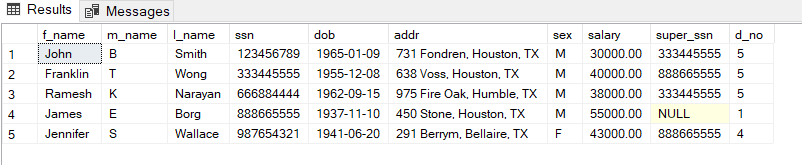 Results Messages
f_name m_name l_name ssn dob addr sex salary super_ssn d_no
1 John B Smith 123456789 1965-01-09 731 Fondren, Houston, TX M 30000.00 333445555 5
2 Franklin T Wong 333445555 1955-12-08 638 Voss, Houston, TX M 40000.00 888665555 5
3 Ramesh K Narayan 666884444 1962-09-15 975 Fire Oak, Humble, TX M 38000.00 333445555 5
4 James E Borg 888665555 1937-11-10 450 Stone, Houston, TX M 55000.00 NULL 1
5 Jennifer S Wallace 987654321 1941-06-20 291 Berrym, Bellaire, TX F 43000.00 888665555 4